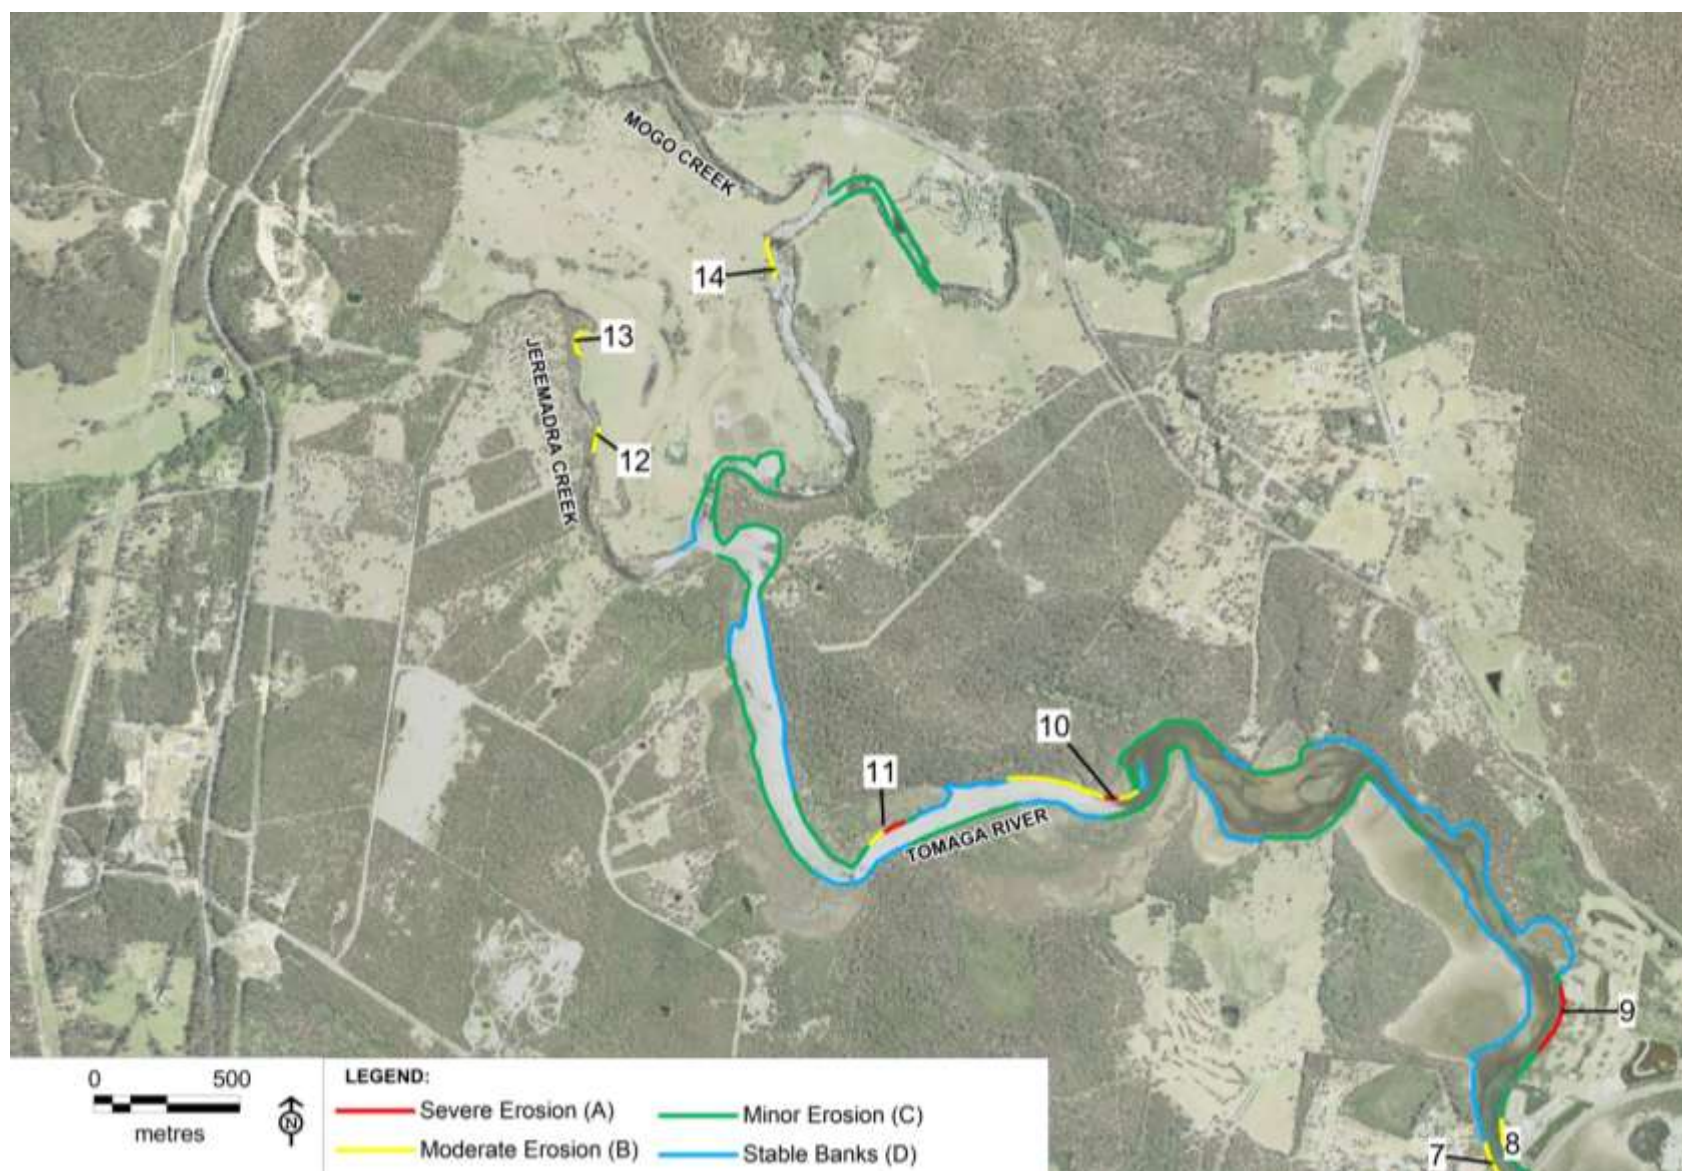 MOGO CREEK
14
13
JEREMADRA CREEK
12
10
11
TOMAGA RIVER
9
8
7
0 500
metres
N
LEGEND:
Severe Erosion (A)
Minor Erosion (C)
Moderate Erosion (B)
Stable Banks (D)